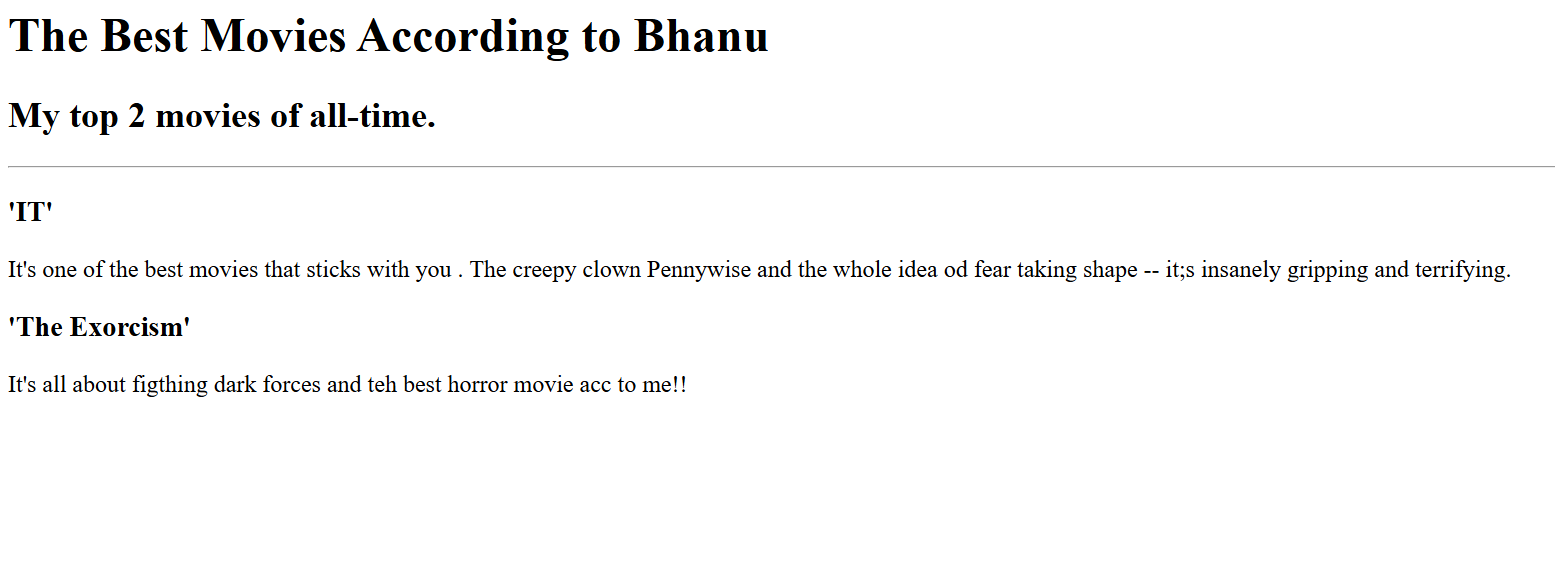 The Best Movies According to Bhanu
My top 2 movies of all-time.
'IT'
It's one of the best movies that sticks with you . The creepy clown Pennywise and the whole idea od fear taking shape -- it;s insanely gripping and terrifying.
'The Exorcism'
It's all about figthing dark forces and teh best horror movie acc to me!!